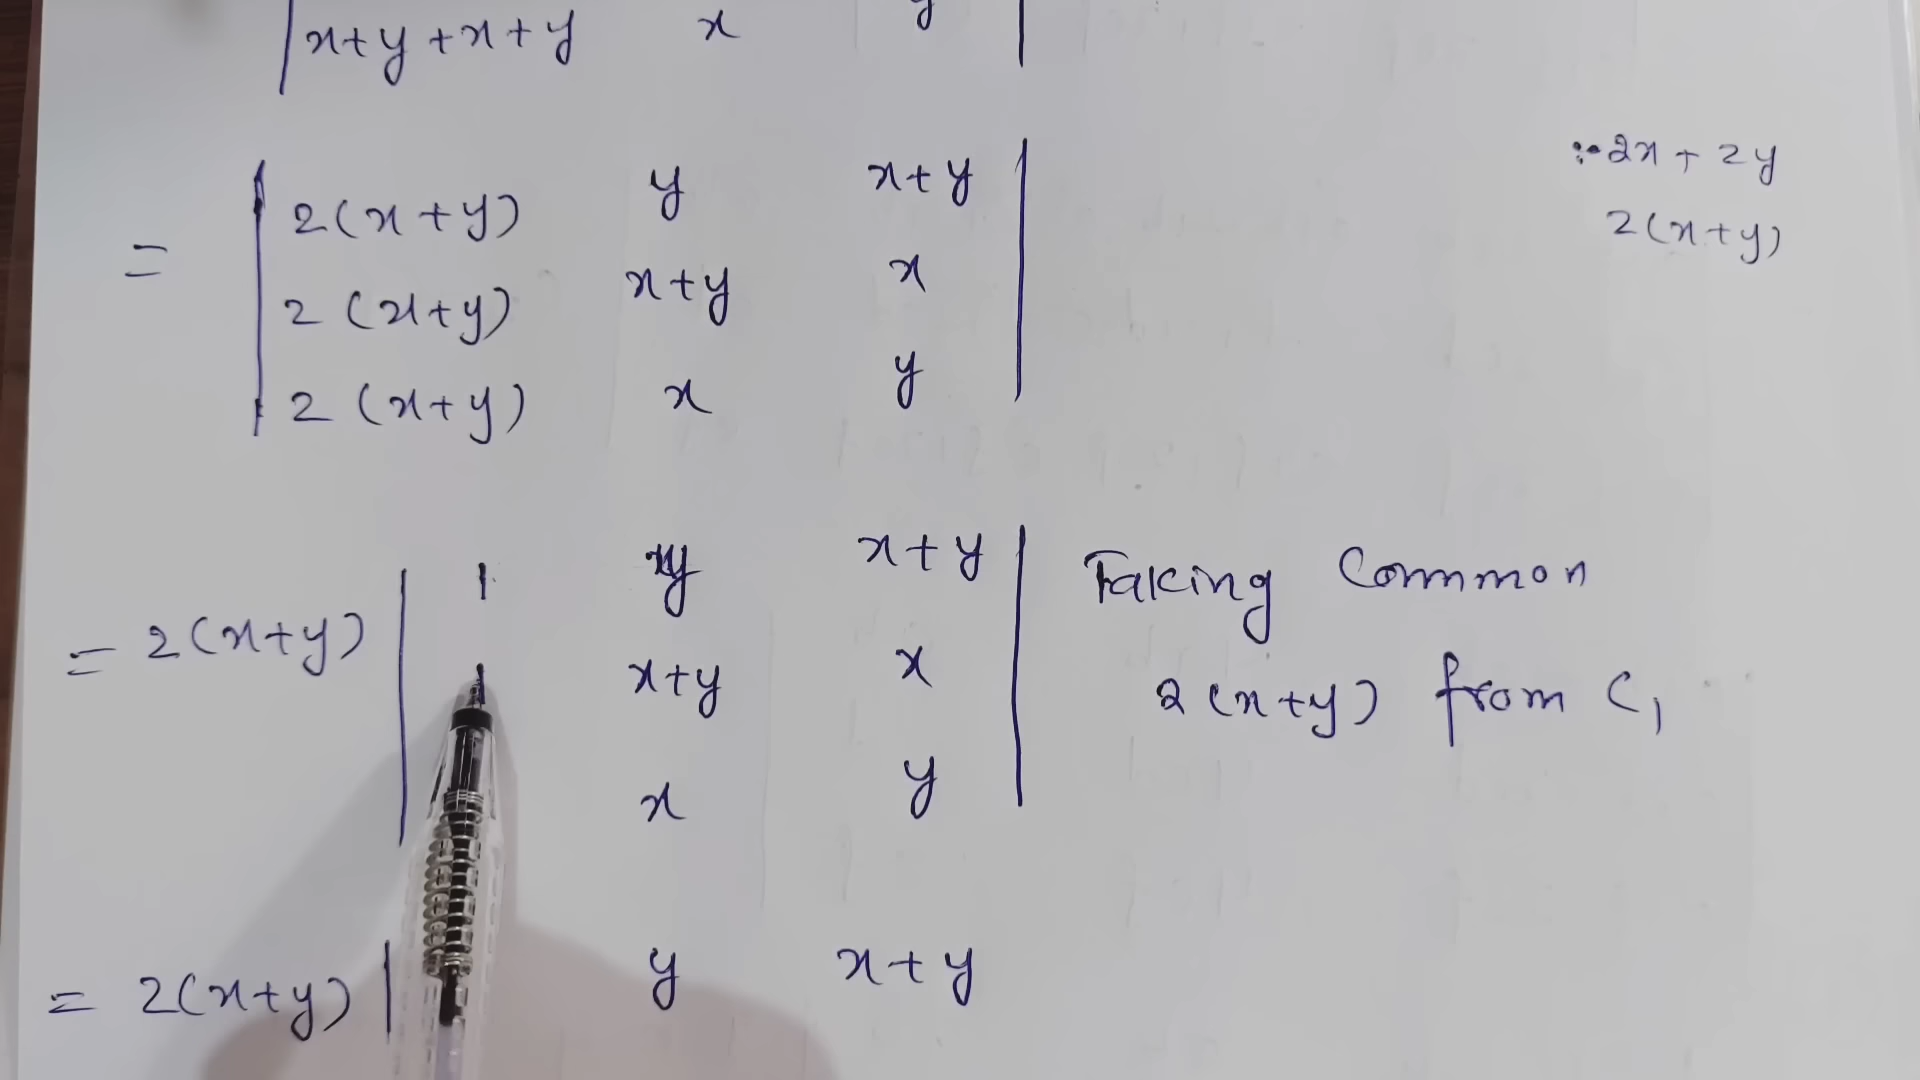 | x+y+x+y x y |
= | 2(x+y) y x+y |
| 2(x+y) x+y x |
| 2(x+y) x y |
∵ 2x + 2y
2(x+y)
= 2(x+y) | 1 y x+y | Taking Common
| 1 x+y x | 2(x+y) from C₁
| x y |
= 2(x+y) | y x+y